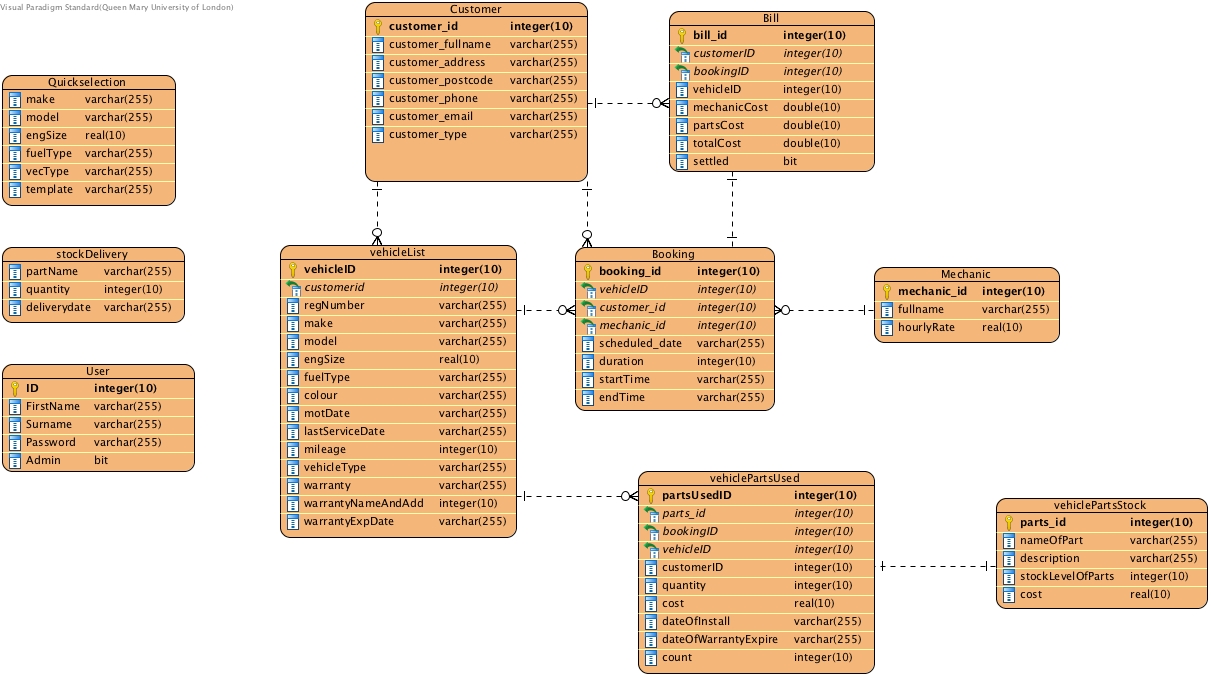 Visual Paradigm Standard(Queen Mary University of London)
Customer
customer_id integer(10)
customer_fullname varchar(255)
customer_address varchar(255)
customer_postcode varchar(255)
customer_phone varchar(255)
customer_email varchar(255)
customer_type varchar(255)
Bill
bill_id integer(10)
customerID integer(10)
bookingID integer(10)
vehicleID integer(10)
mechanicCost double(10)
partsCost double(10)
totalCost double(10)
settled bit
Quickselection
make varchar(255)
model varchar(255)
engSize real(10)
fuelType varchar(255)
vecType varchar(255)
template varchar(255)
stockDelivery
partName varchar(255)
quantity integer(10)
deliverydate varchar(255)
User
ID integer(10)
FirstName varchar(255)
Surname varchar(255)
Password varchar(255)
Admin bit
vehicleList
vehicleID integer(10)
customerid integer(10)
regNumber varchar(255)
make varchar(255)
model varchar(255)
engSize real(10)
fuelType varchar(255)
colour varchar(255)
motDate varchar(255)
lastServiceDate varchar(255)
mileage integer(10)
vehicleType varchar(255)
warranty varchar(255)
warrantyNameAndAdd integer(10)
warrantyExpDate varchar(255)
Booking
booking_id integer(10)
vehicleID integer(10)
customer_id integer(10)
mechanic_id integer(10)
scheduled_date varchar(255)
duration integer(10)
startTime varchar(255)
endTime varchar(255)
Mechanic
mechanic_id integer(10)
fullname varchar(255)
hourlyRate real(10)
vehiclePartsUsed
partsUsedID integer(10)
parts_id integer(10)
bookingID integer(10)
vehicleID integer(10)
customerID integer(10)
quantity integer(10)
cost real(10)
dateOfInstall varchar(255)
dateOfWarrantyExpire varchar(255)
count integer(10)
vehiclePartsStock
parts_id integer(10)
nameOfPart varchar(255)
description varchar(255)
stockLevelOfParts integer(10)
cost real(10)